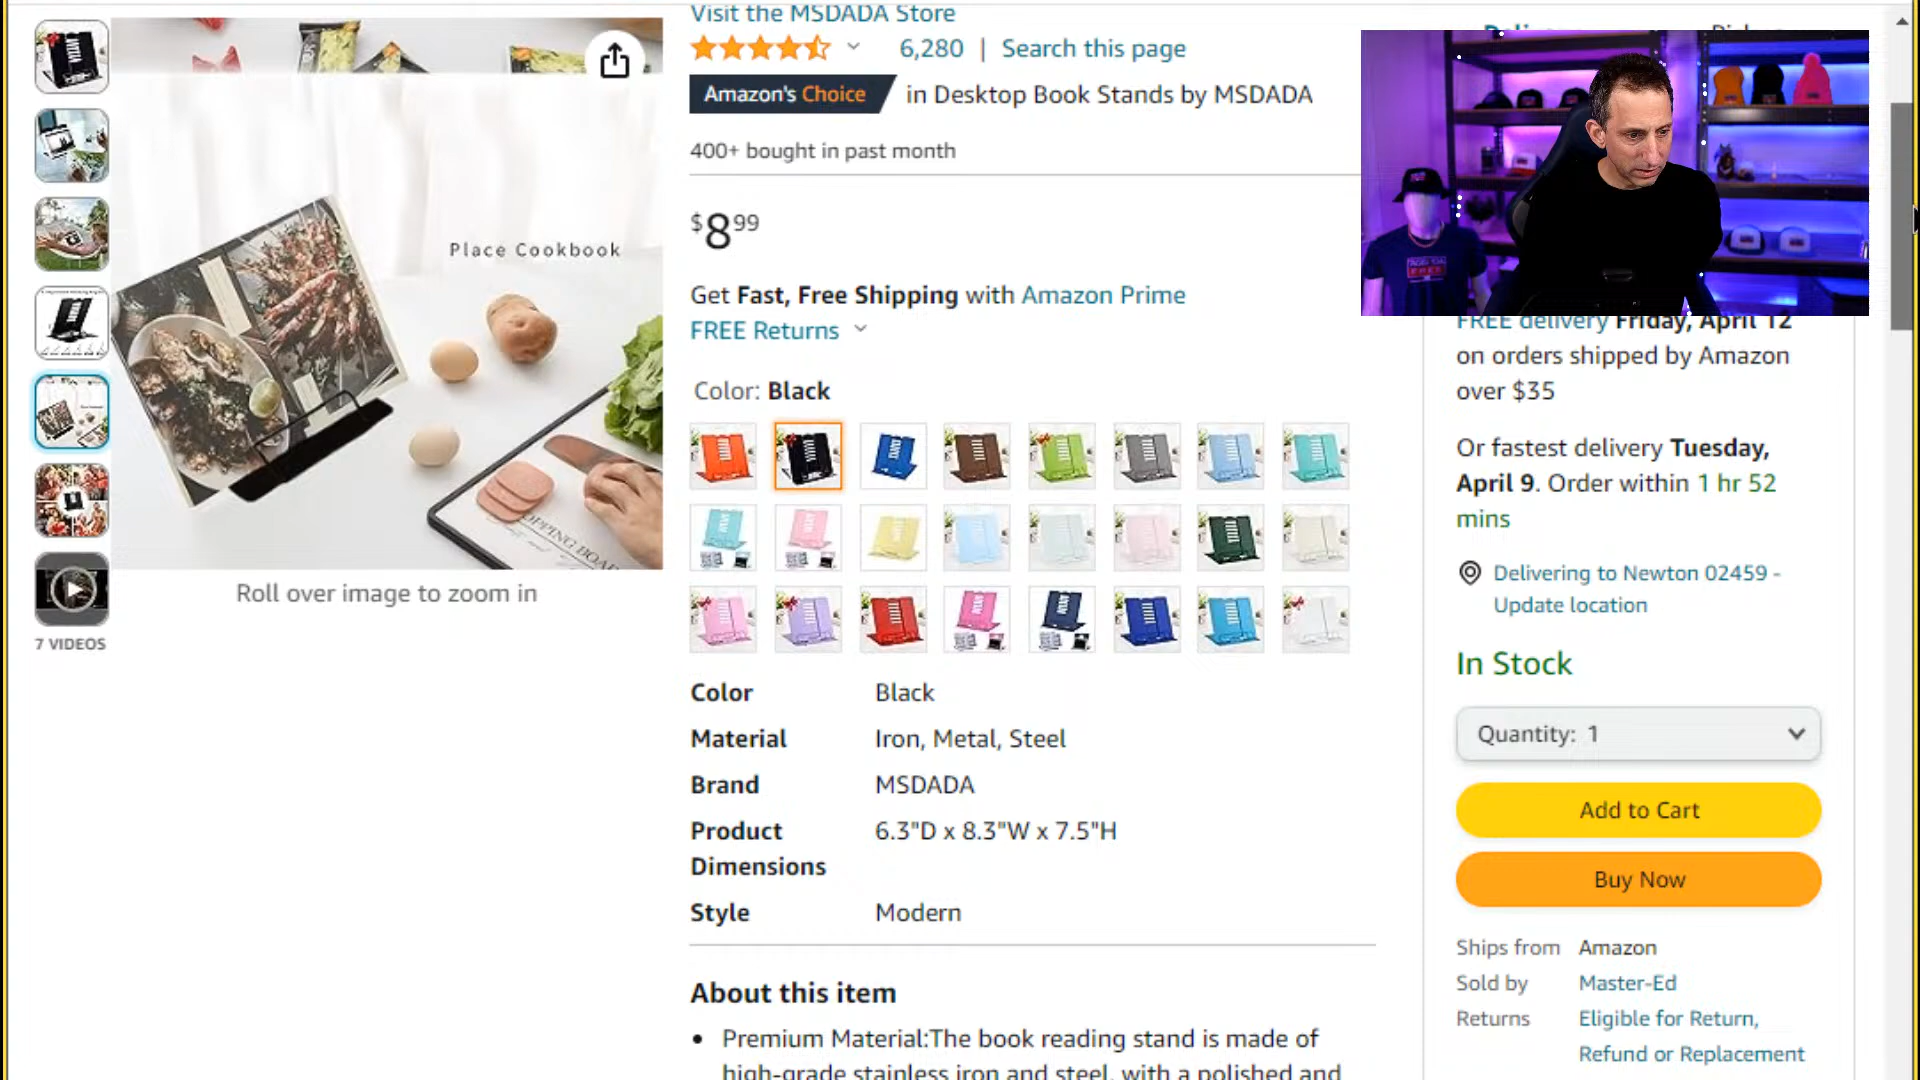 Visit the MSDADA Store
6,280 | Search this page
Amazon's Choice in Desktop Book Stands by MSDADA
400+ bought in past month
$8 99
Get Fast, Free Shipping with Amazon Prime
FREE Returns
Color: Black
Place Cookbook
Roll over image to zoom in
7 VIDEOS
Color Black
Material Iron, Metal, Steel
Brand MSDADA
Product Dimensions 6.3"D x 8.3"W x 7.5"H
Style Modern
About this item
• Premium Material:The book reading stand is made of
high-grade stainless iron and steel, with a polished and
FREE delivery Friday, April 12
on orders shipped by Amazon
over $35
Or fastest delivery Tuesday,
April 9. Order within 1 hr 52
mins
Delivering to Newton 02459 -
Update location
In Stock
Quantity: 1
Add to Cart
Buy Now
Ships from Amazon
Sold by Master-Ed
Returns Eligible for Return,
Refund or Replacement